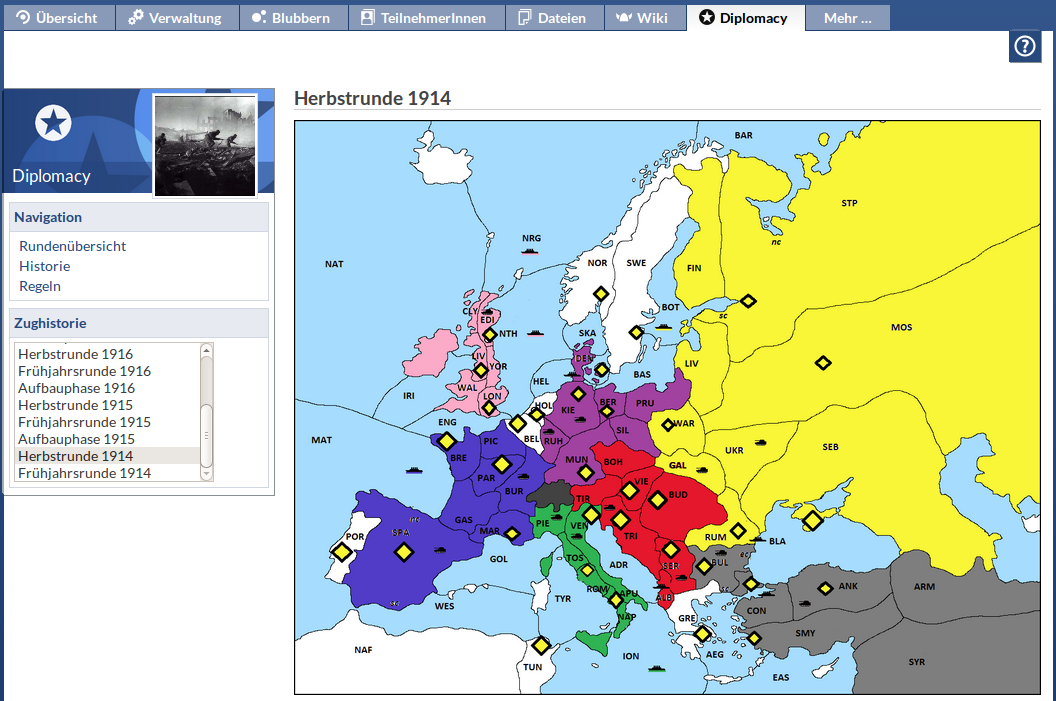 Übersicht
Verwaltung
Blubbern
TeilnehmerInnen
Dateien
Wiki
Diplomacy
Mehr ...
?
Diplomacy
Navigation
Rundenübersicht
Historie
Regeln
Zughistorie
Herbstrunde 1916
Frühjahrsrunde 1916
Aufbauphase 1916
Herbstrunde 1915
Frühjahrsrunde 1915
Aufbauphase 1915
Herbstrunde 1914
Frühjahrsrunde 1914
Herbstrunde 1914
BAR
STP
nc
NRG
NAT
NOR
SWE
FIN
BOT
sc
MOS
CLY
EDI
NTH
SKA
DEN
LIV
YOR
LIV
BAS
HEL
WAL
LON
IRI
HOL
KIE
BER
PRU
ENG
WAR
MAT
BEL
RUH
SIL
UKR
SEB
BRE
PIC
MUN
BOH
GAL
PAR
BUR
VIE
BUD
TIR
GAS
MAR
PIE
VEN
TRI
RUM
BLA
nc
SPA
POR
GOL
TOS
ADR
SER
BUL
ec
sc
WES
TYR
ROM
APU
ALB
sc
CON
ANK
ARM
NAP
GRE
SMY
NAF
TUN
ION
AEG
EAS
SYR